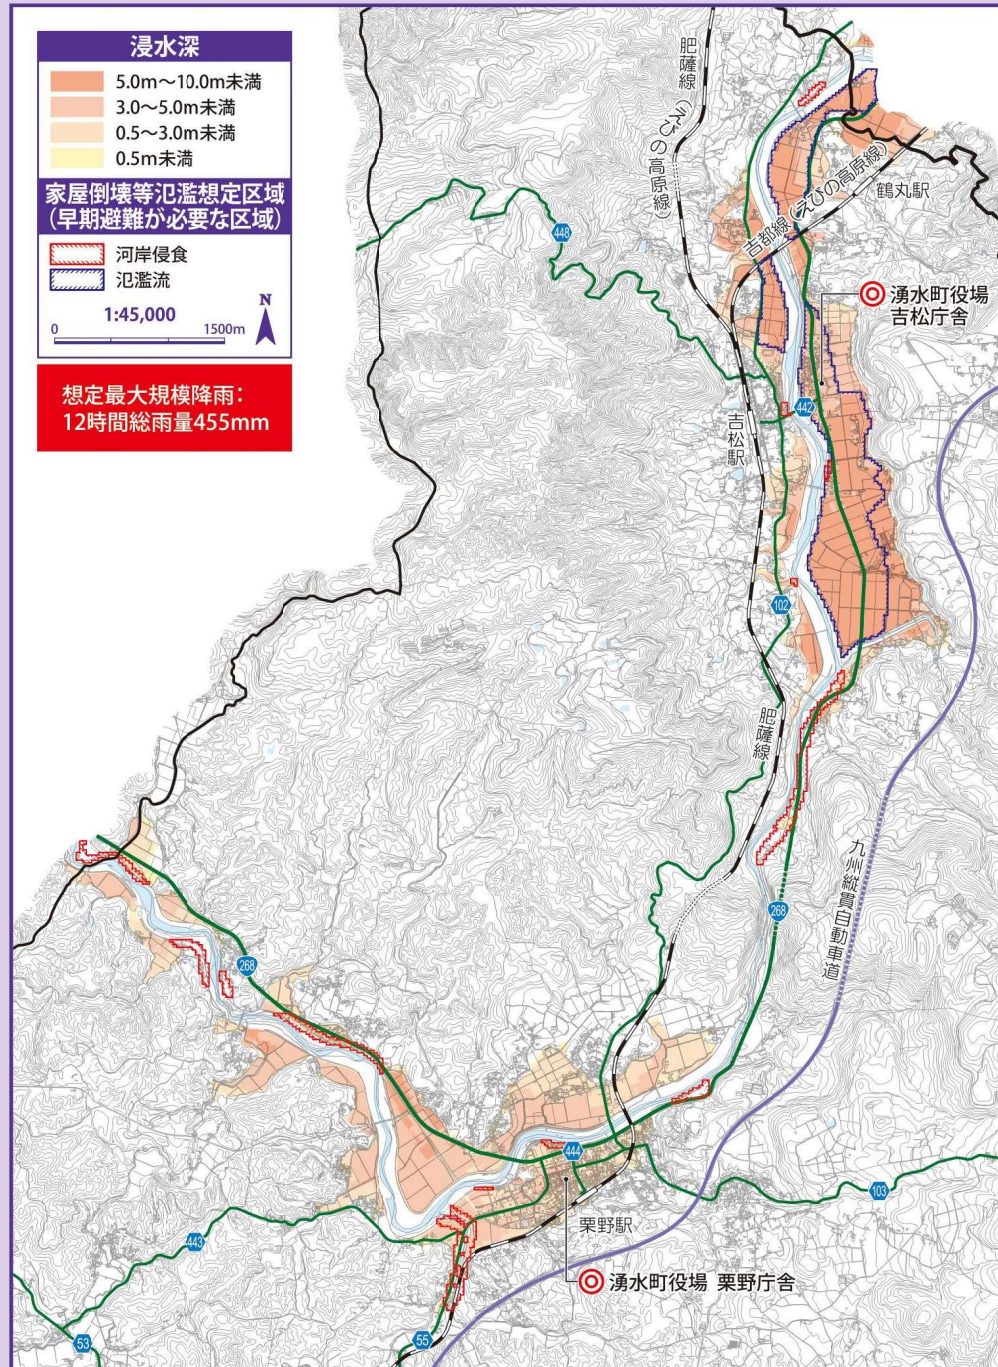 浸水深
5.0m〜10.0m未満
3.0〜5.0m未満
0.5〜3.0m未満
0.5m未満
家屋倒壊等氾濫想定区域
(早期避難が必要な区域)
河岸侵食
氾濫流
1:45,000
N
0
1500m
想定最大規模降雨：
12時間総雨量455mm
肥薩線
(えびの高原線)
吉都線(えびの高原線)
鶴丸駅
448
湧水町役場
吉松庁舎
442
吉松駅
102
肥薩線
九州縦貫自動車道
268
268
444
103
栗野駅
443
湧水町役場 栗野庁舎
53
55